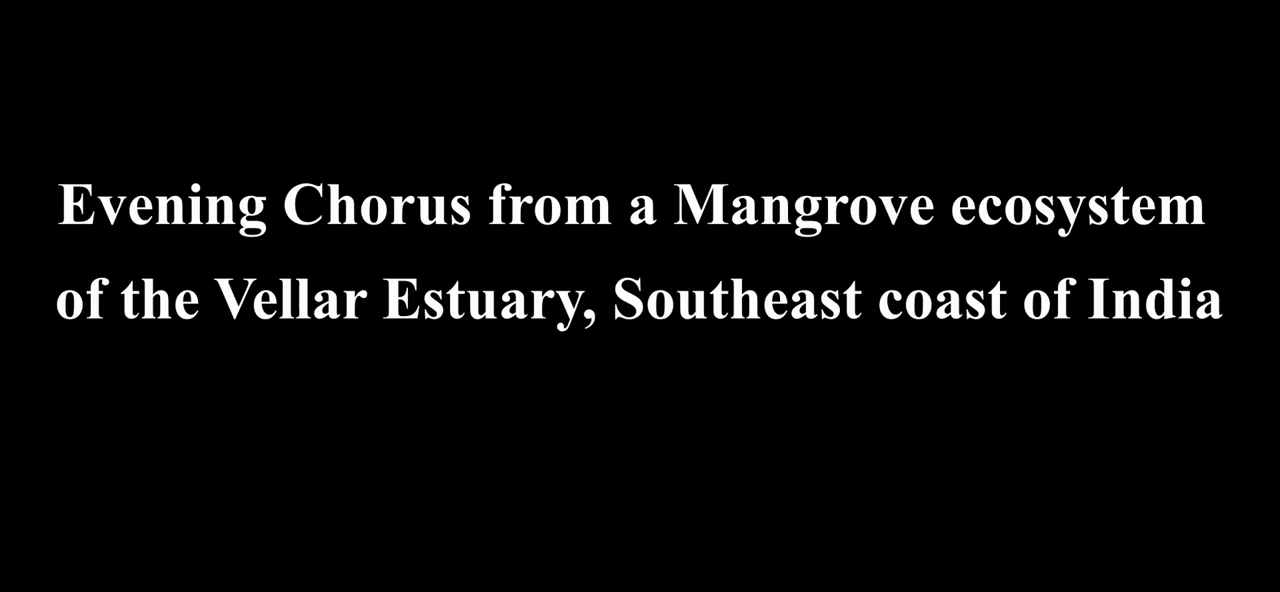 Evening Chorus from a Mangrove ecosystem
of the Vellar Estuary, Southeast coast of India